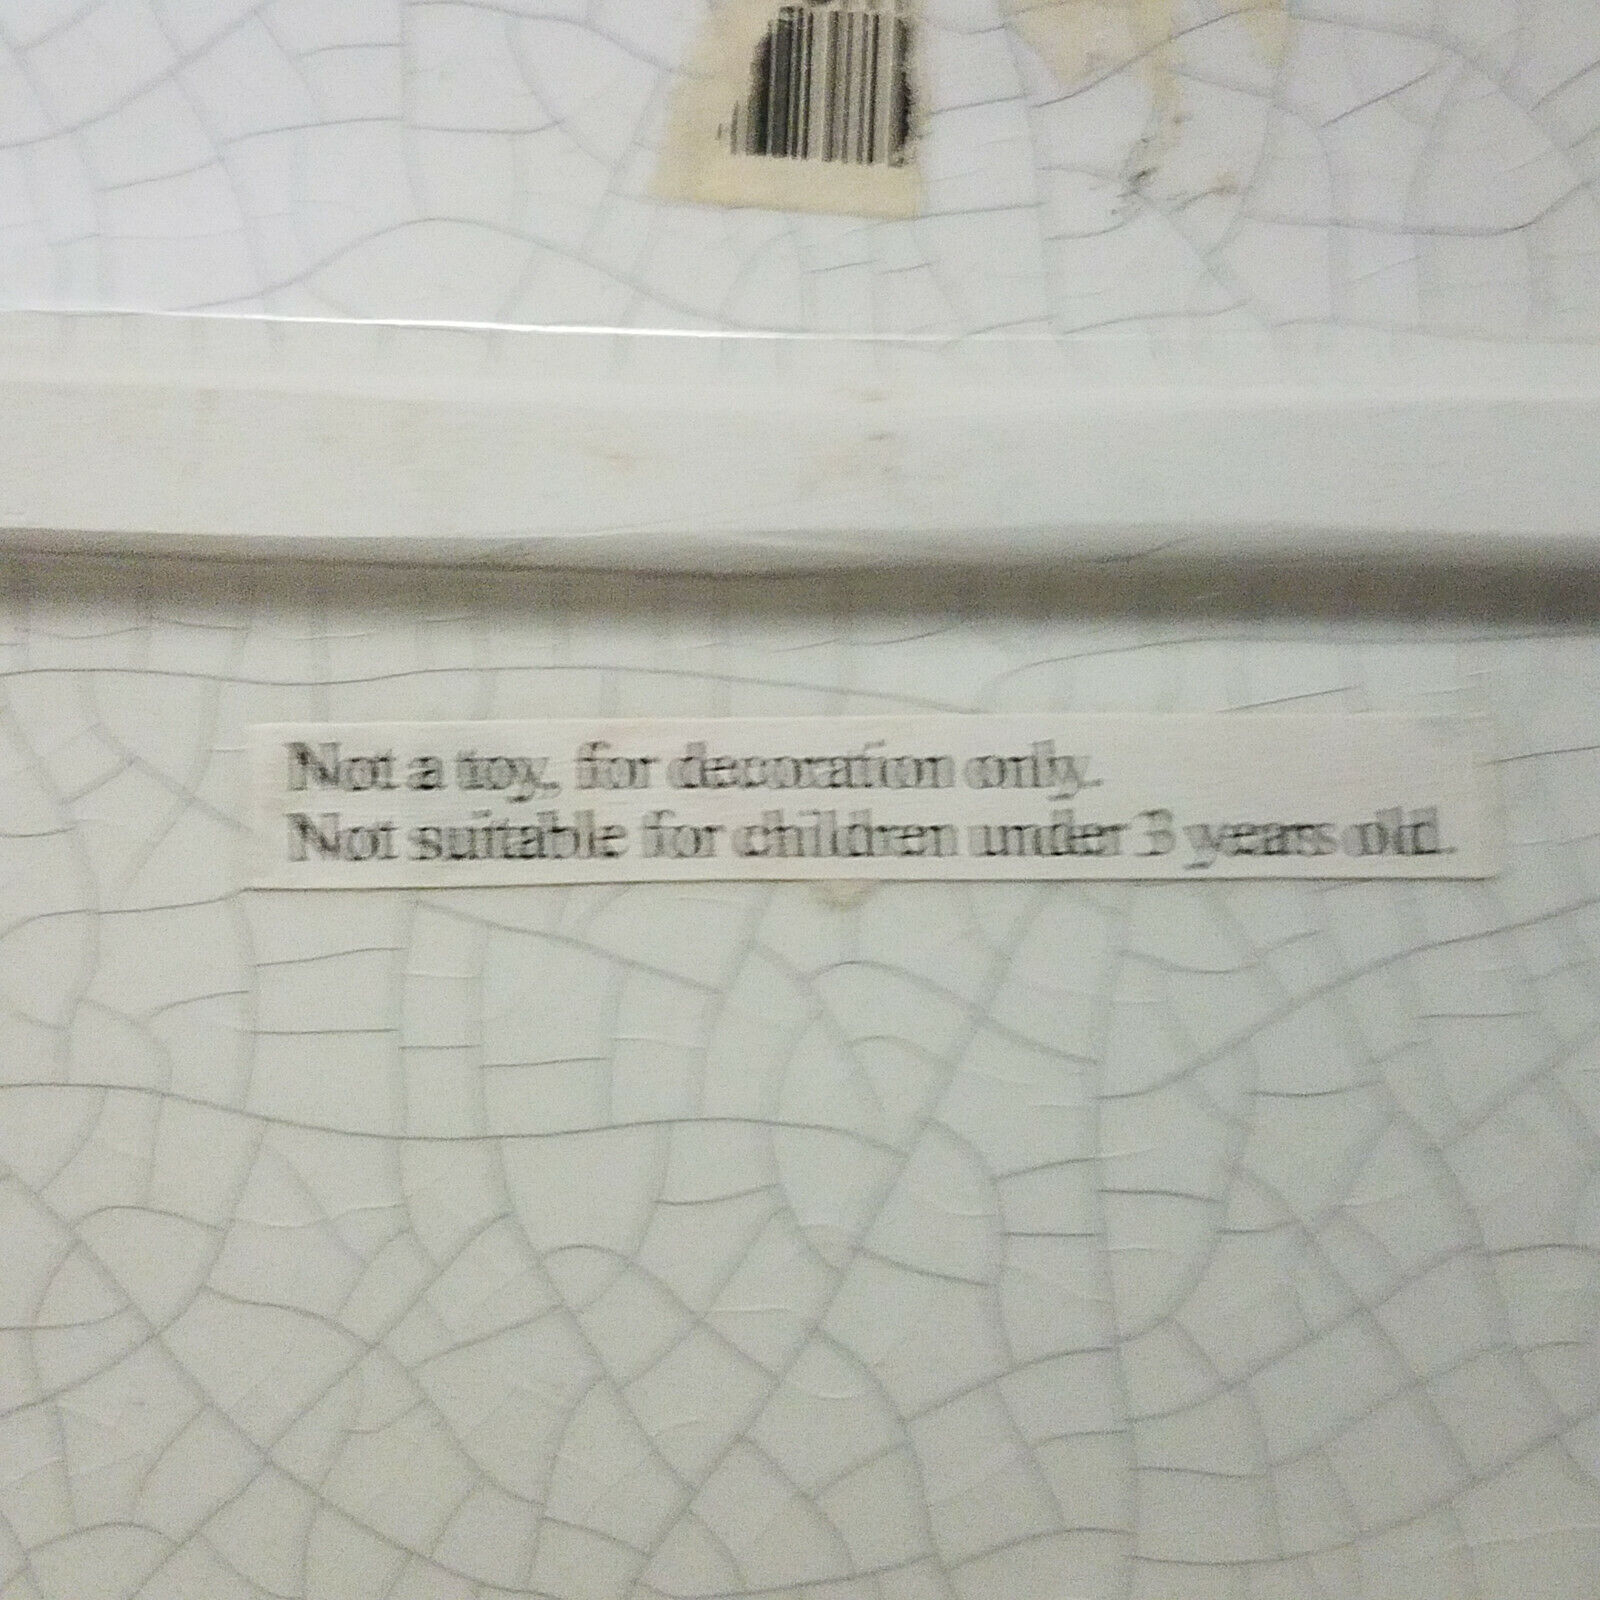 Not a toy, for decoration only.
Not suitable for children under 3 years old.